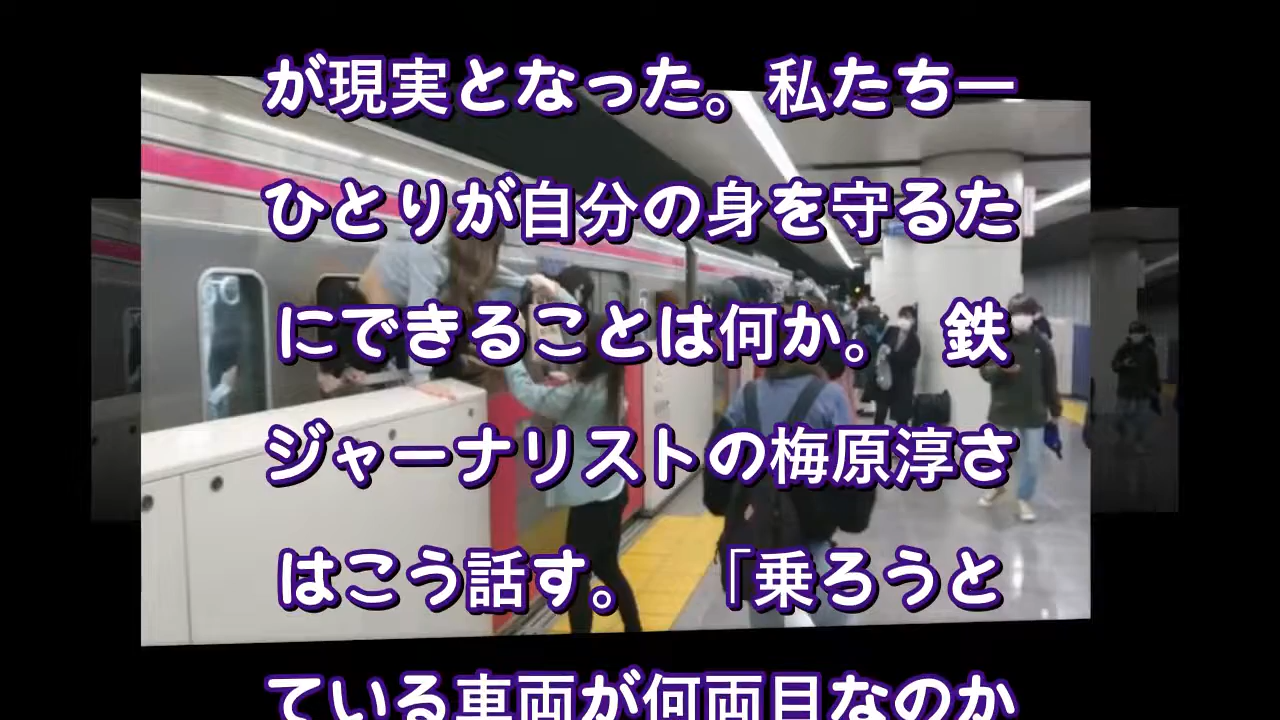 が現実となった。私たち一
ひとりが自分の身を守るた
にできることは何か。　鉄
ジャーナリストの梅原淳さ
はこう話す。　「乗ろうと
ている車両が何両目なのか